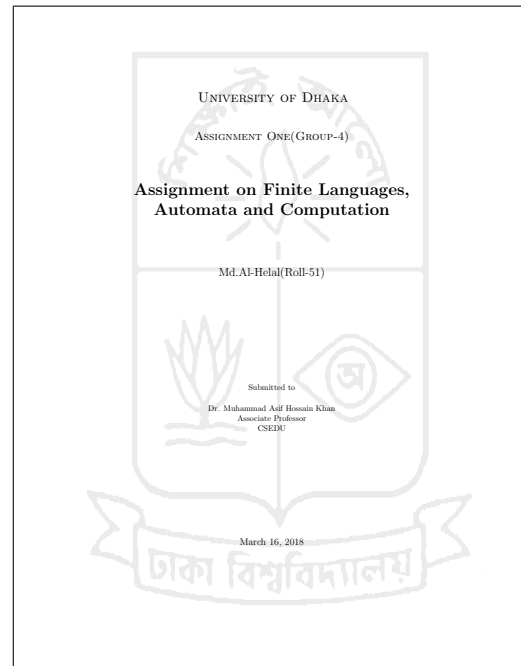 শিক্ষাই আলো
UNIVERSITY OF DHAKA
ASSIGNMENT ONE(GROUP-4)
Assignment on Finite Languages,
Automata and Computation
Md.Al-Helal(Roll-51)
অ
Submitted to
Dr. Muhammad Asif Hossain Khan
Associate Professor
CSEDU
March 16, 2018
ঢাকা বিশ্ববিদ্যালয়